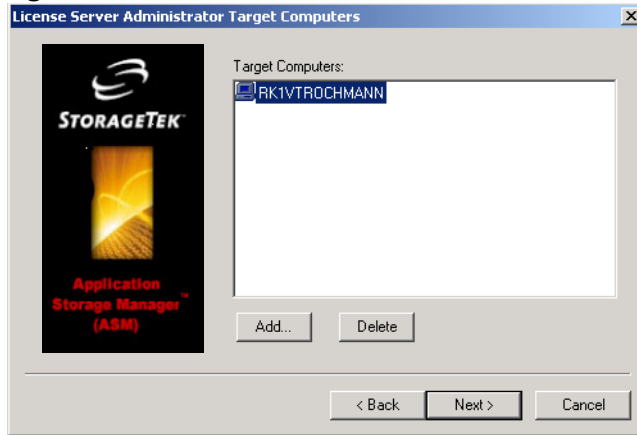 License Server Administrator Target Computers
STORAGETEK
Target Computers:
RK1VTROCHMANN
Application
Storage Manager™
(ASM)
Add...
Delete
< Back
Next >
Cancel